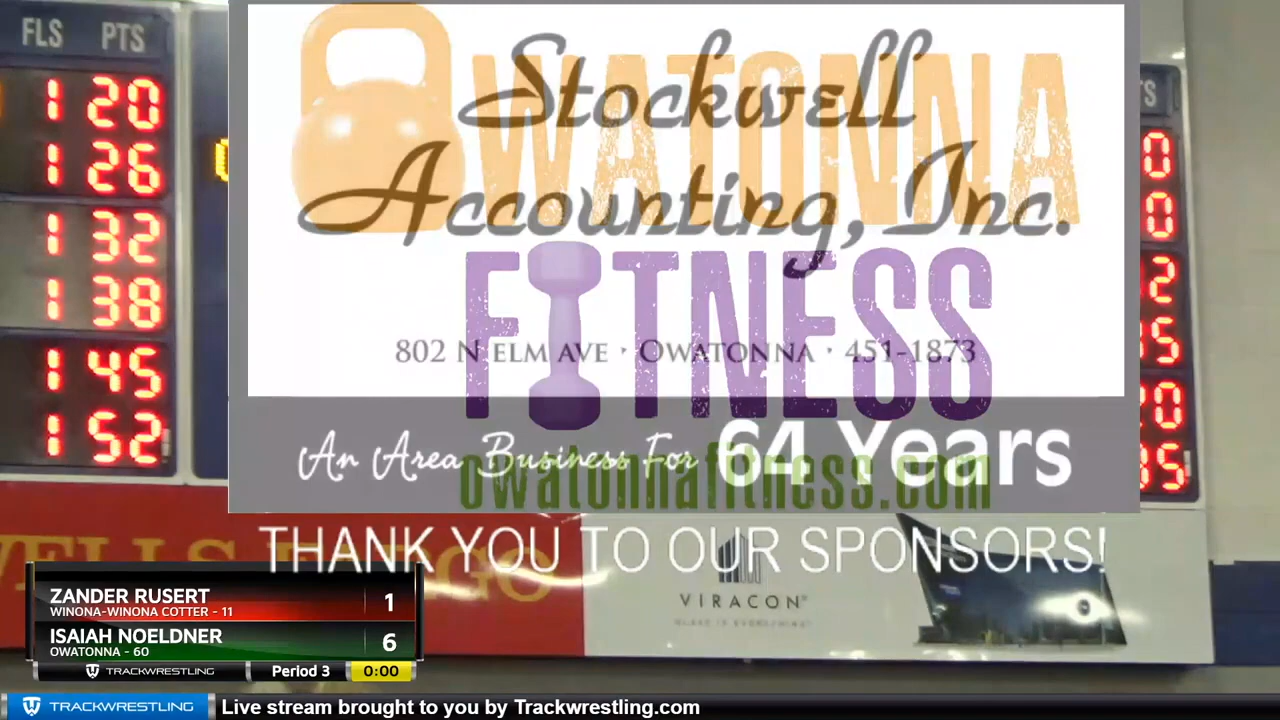 FLS PTS
1 20
1 26
1 32
1 38
1 45
1 52
OWATONNA
FITNESS
owatonnafitness.com
Stockwell
Accounting, Inc.
802 N ELM AVE · OWATONNA · 451-1873
An Area Business For 64 Years
THANK YOU TO OUR SPONSORS!
WELLS FARGO
VIRACON
ZANDER RUSERT 1
WINONA-WINONA COTTER - 11
ISAIAH NOELDNER 6
OWATONNA - 60
TRACKWRESTLING Period 3 0:00
TRACKWRESTLING Live stream brought to you by Trackwrestling.com